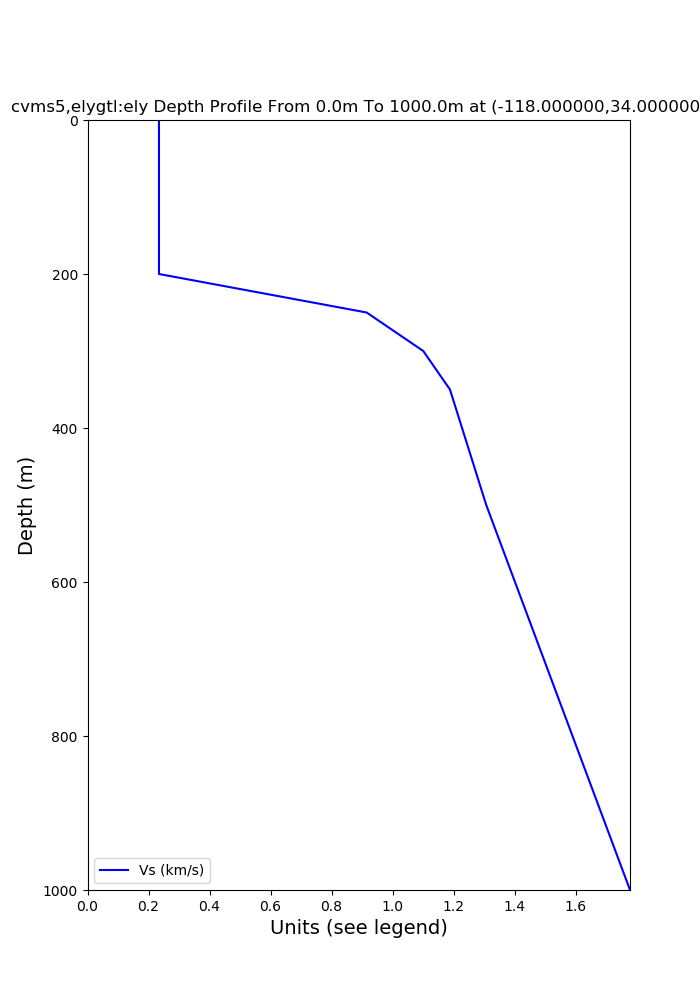 cvms5,elygtl:ely Depth Profile From 0.0m To 1000.0m at (-118.000000,34.000000
0
200
400
600
800
1000
Depth (m)
Vs (km/s)
0.0 0.2 0.4 0.6 0.8 1.0 1.2 1.4 1.6
Units (see legend)